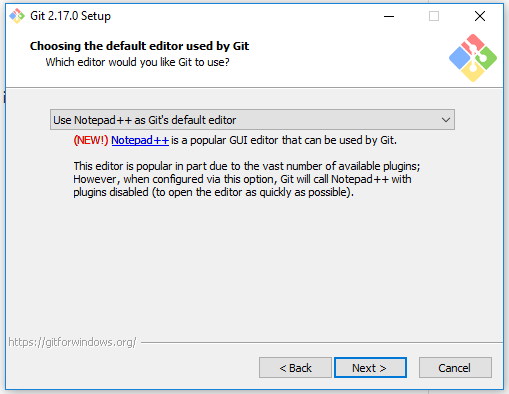 Git 2.17.0 Setup
Choosing the default editor used by Git
Which editor would you like Git to use?
Use Notepad++ as Git's default editor
(NEW!) Notepad++ is a popular GUI editor that can be used by Git.
This editor is popular in part due to the vast number of available plugins;
However, when configured via this option, Git will call Notepad++ with
plugins disabled (to open the editor as quickly as possible).
https://gitforwindows.org/
< Back
Next >
Cancel